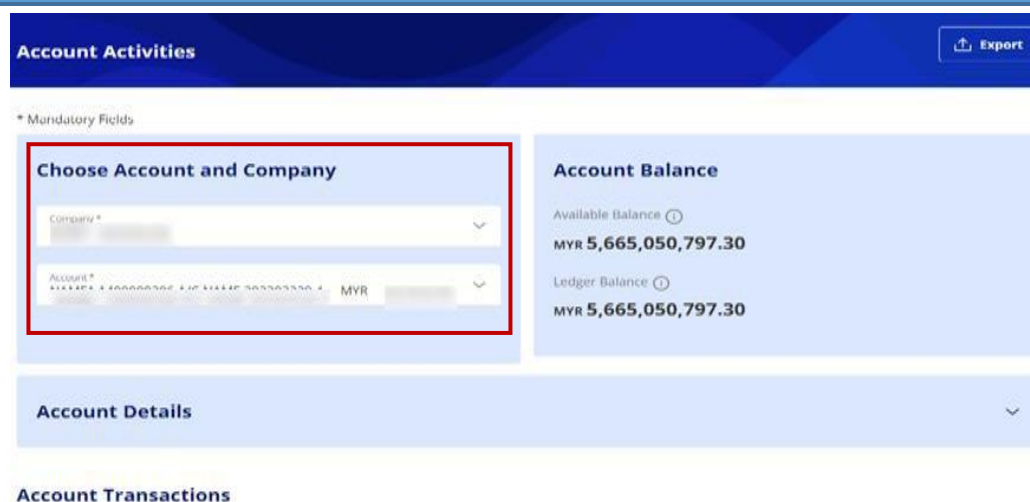 Account Activities
Export
* Mandatory Fields
Choose Account and Company
Company *
Account *
MYR
Account Balance
Available Balance
MYR 5,665,050,797.30
Ledger Balance
MYR 5,665,050,797.30
Account Details
Account Transactions